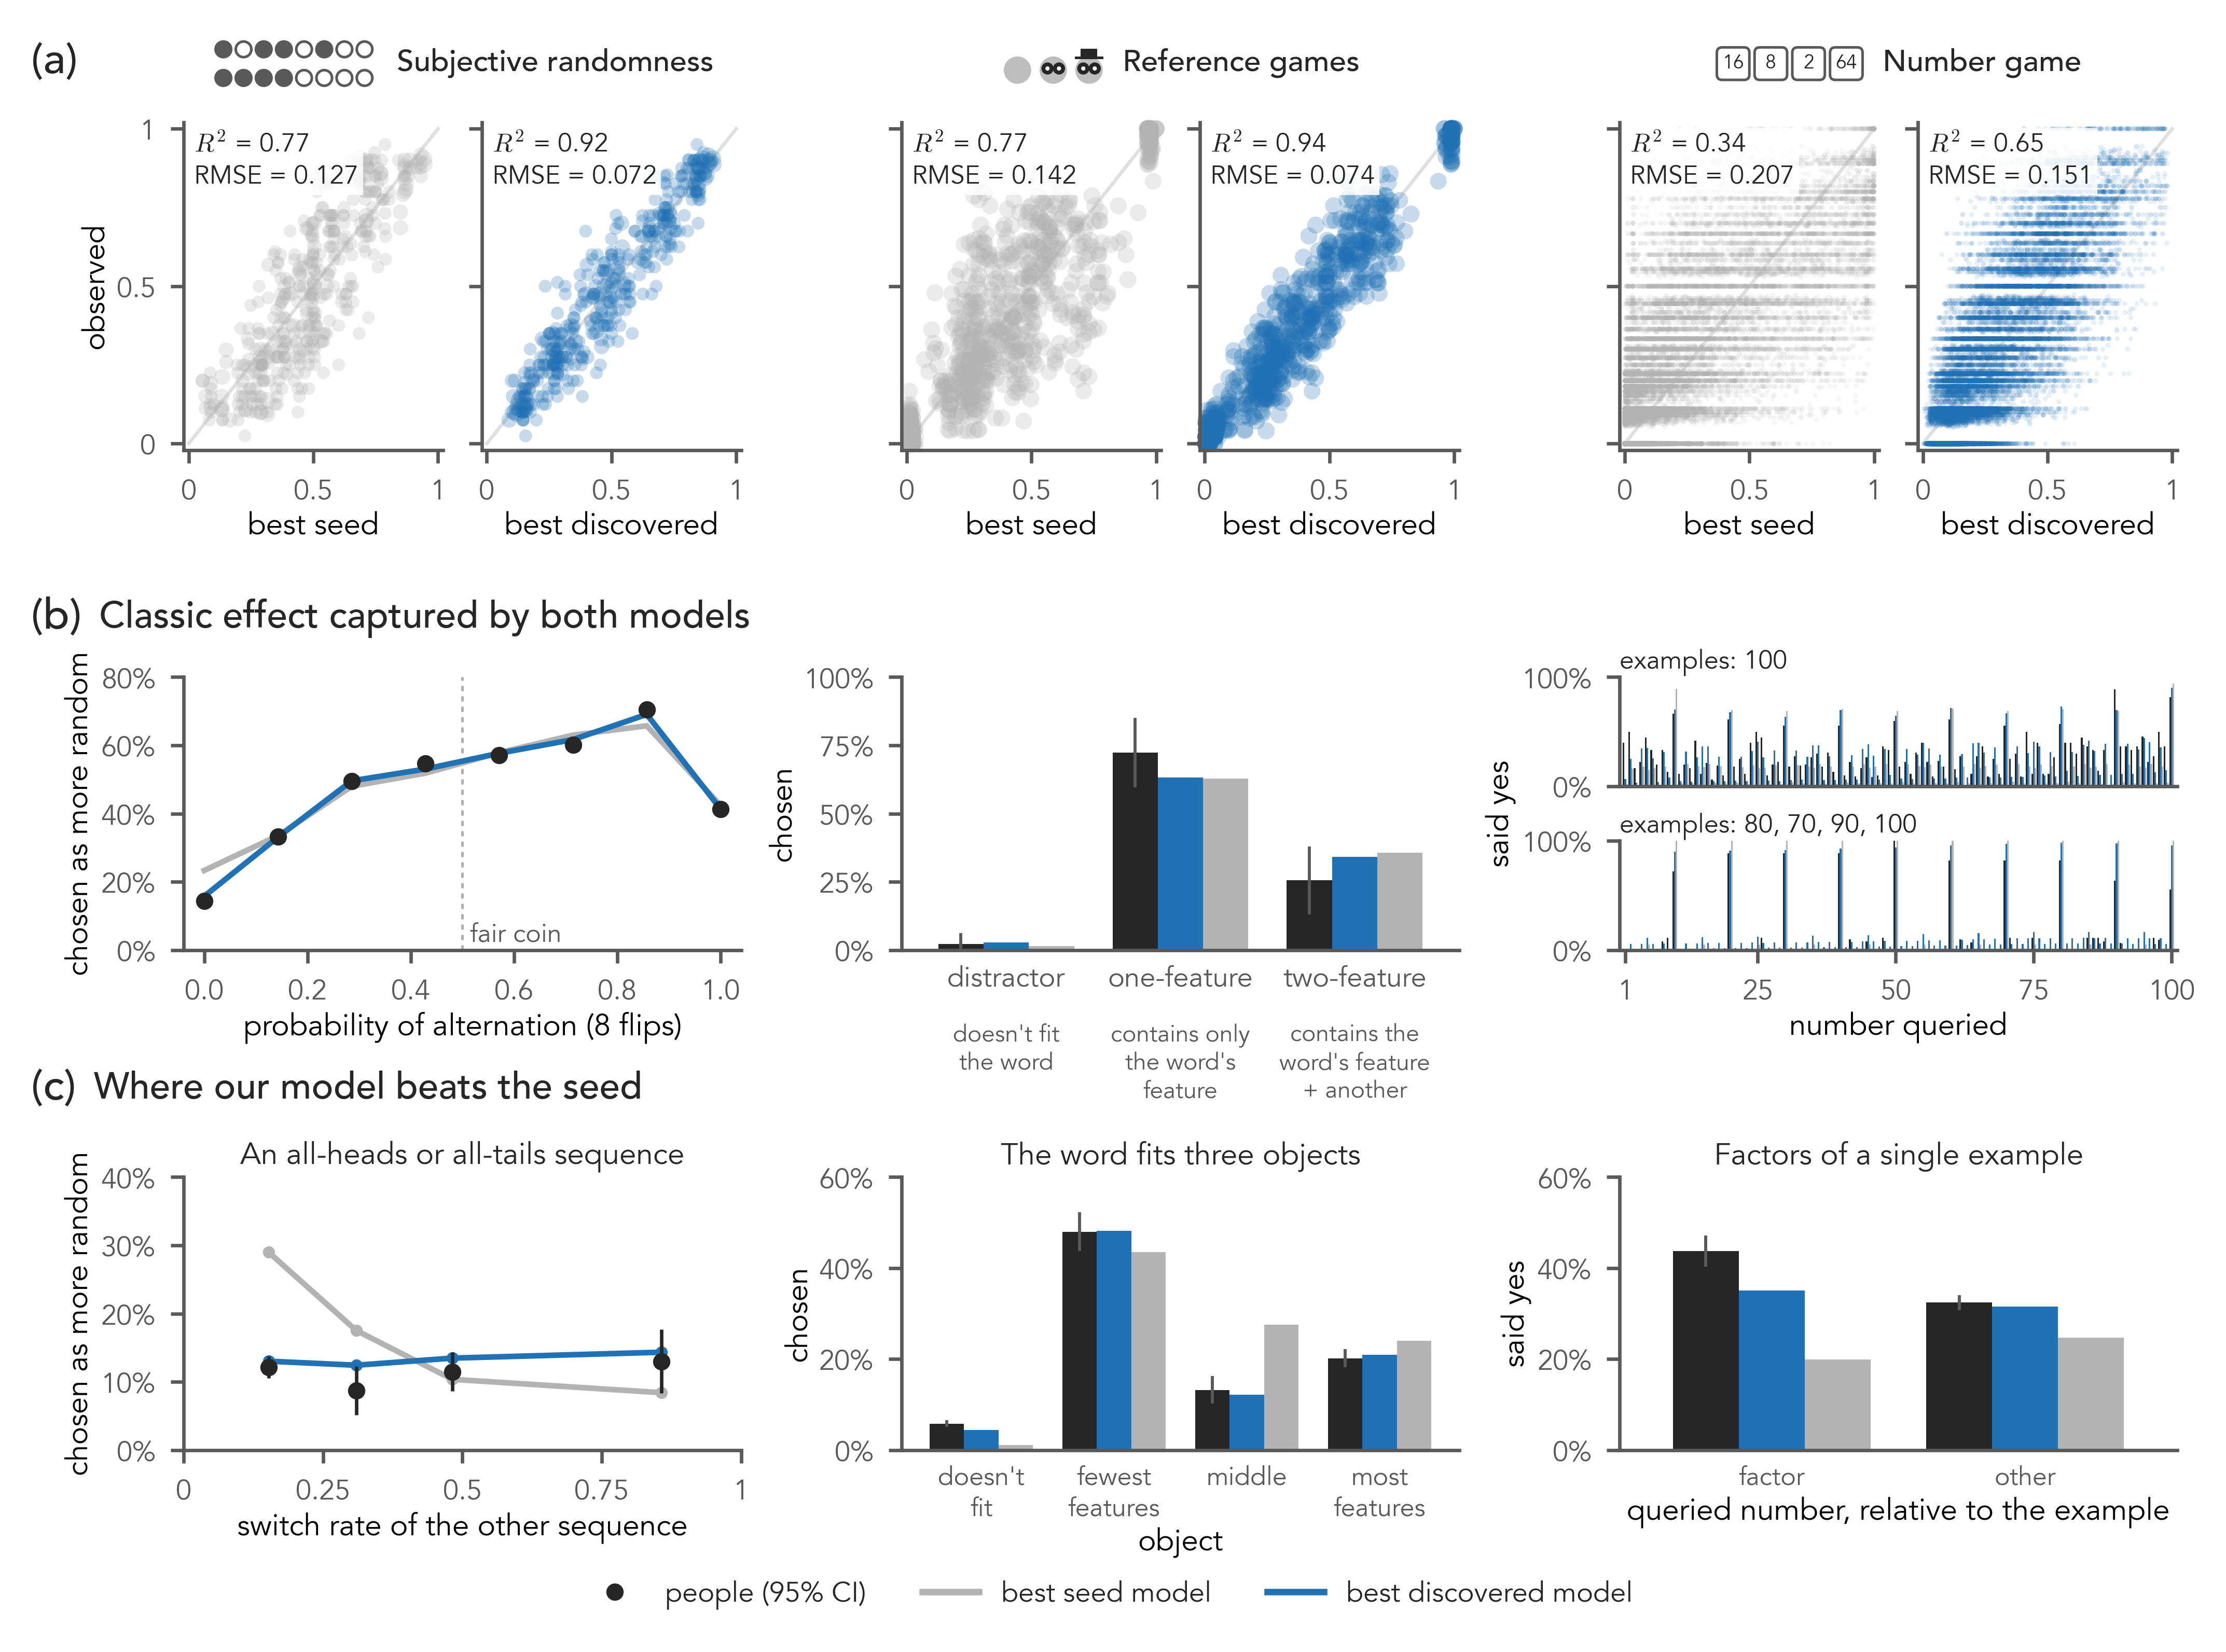 (a)
Subjective randomness
Reference games
16 8 2 64
Number game
R² = 0.77
RMSE = 0.127
R² = 0.92
RMSE = 0.072
R² = 0.77
RMSE = 0.142
R² = 0.94
RMSE = 0.074
R² = 0.34
RMSE = 0.207
R² = 0.65
RMSE = 0.151
observed
1
0.5
0
0 0.5 1
best seed
0 0.5 1
best discovered
0 0.5 1
best seed
0 0.5 1
best discovered
0 0.5 1
best seed
0 0.5 1
best discovered
(b) Classic effect captured by both models
chosen as more random
80%
60%
40%
20%
0%
fair coin
0.0 0.2 0.4 0.6 0.8 1.0
probability of alternation (8 flips)
chosen
100%
75%
50%
25%
0%
distractor one-feature two-feature
doesn't fit
the word
contains only
the word's
feature
contains the
word's feature
+ another
said yes
examples: 100
100%
0%
examples: 80, 70, 90, 100
100%
0%
1 25 50 75 100
number queried
(c) Where our model beats the seed
An all-heads or all-tails sequence
chosen as more random
40%
30%
20%
10%
0%
0 0.25 0.5 0.75 1
switch rate of the other sequence
The word fits three objects
chosen
60%
40%
20%
0%
doesn't
fit
fewest
features
middle
most
features
object
Factors of a single example
said yes
60%
40%
20%
0%
factor other
queried number, relative to the example
people (95% CI)
best seed model
best discovered model